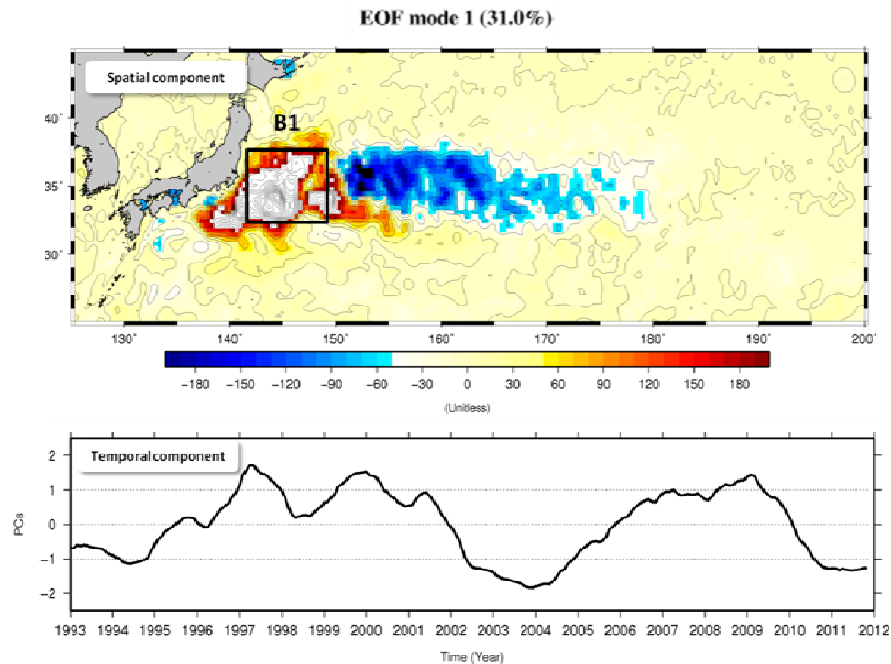 EOF mode 1 (31.0%)
Spatial component
B1
40°
35°
30°
130° 140° 150° 160° 170° 180° 190° 200°
−180 −150 −120 −90 −60 −30 0 30 60 90 120 150 180
(Unitless)
Temporal component
2
1
0
−1
−2
PCs
1993 1994 1995 1996 1997 1998 1999 2000 2001 2002 2003 2004 2005 2006 2007 2008 2009 2010 2011 2012
Time (Year)